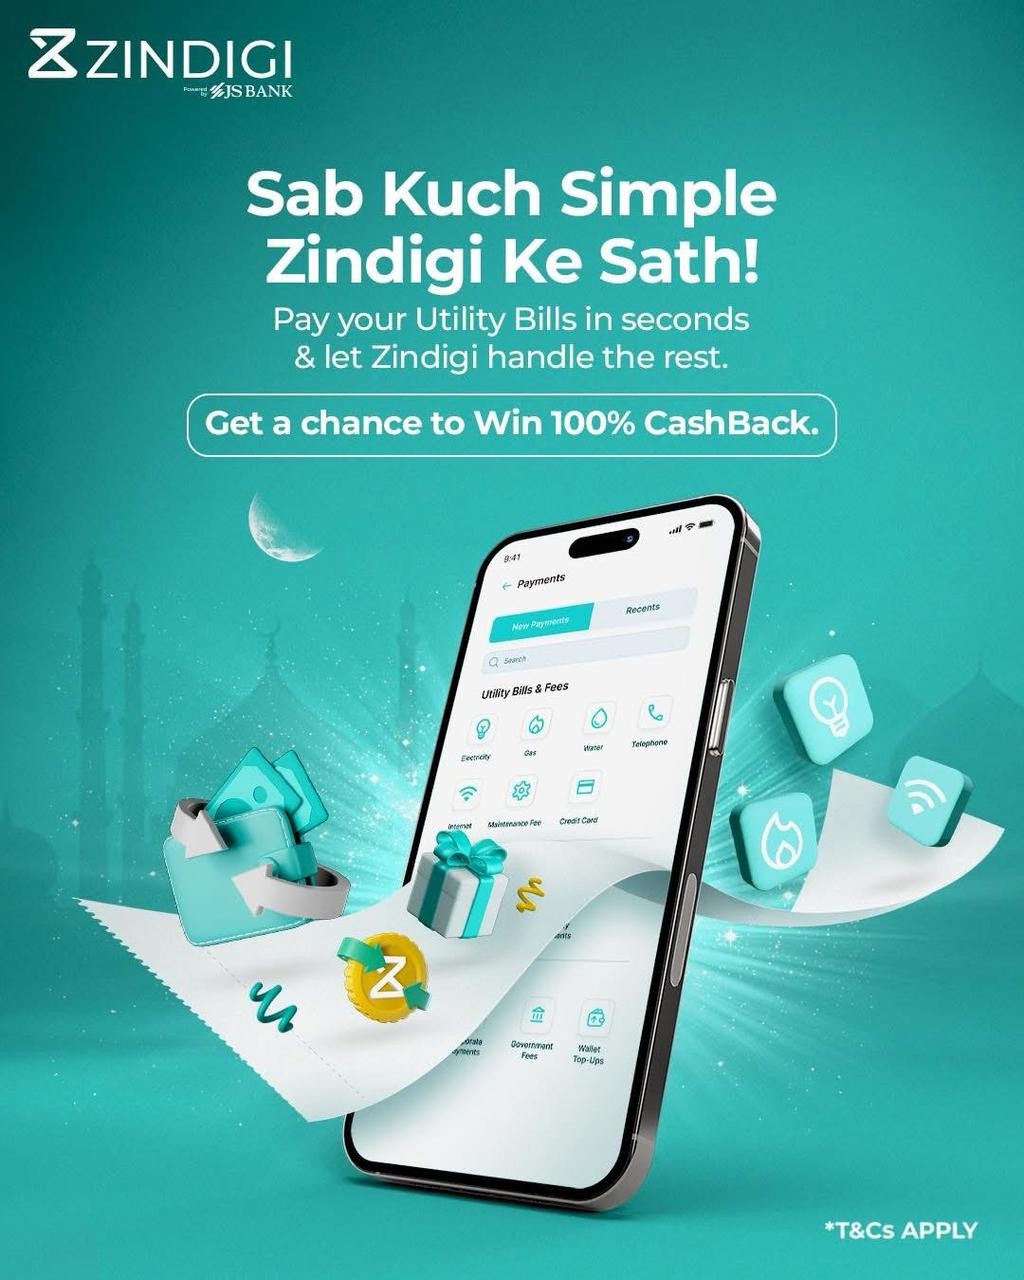 ZINDIGI
Powered by JS BANK
Sab Kuch Simple
Zindigi Ke Sath!
Pay your Utility Bills in seconds
& let Zindigi handle the rest.
Get a chance to Win 100% CashBack.
9:41
← Payments
New Payments
Recents
Search
Utility Bills & Fees
Electricity
Gas
Water
Telephone
Internet
Maintenance Fee
Credit Card
Government
Fees
Wallet
Top-Ups
*T&Cs APPLY